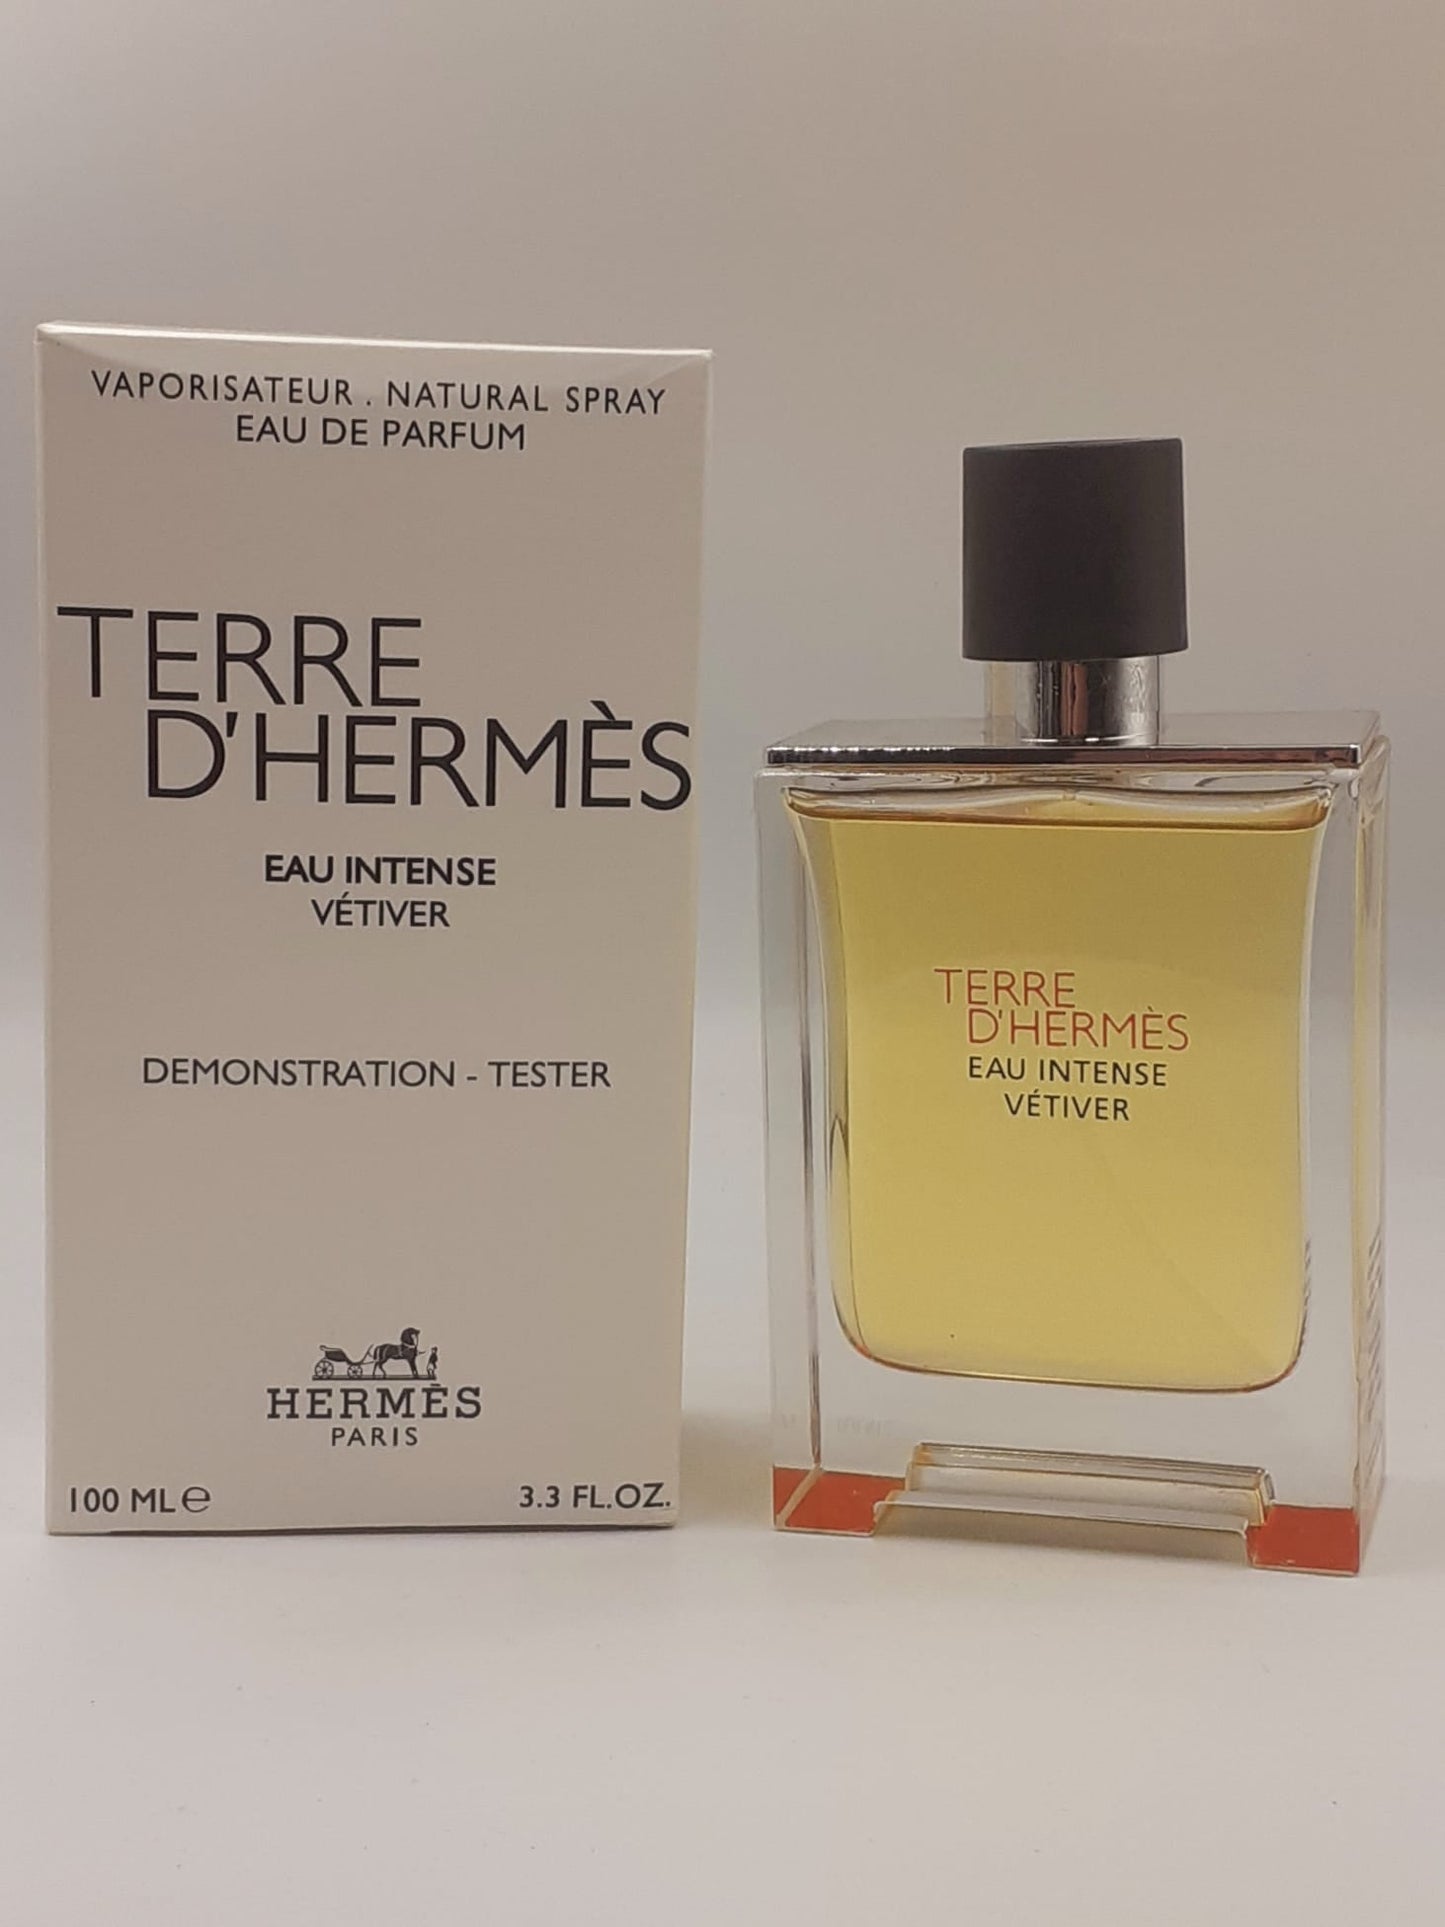 VAPORISATEUR . NATURAL SPRAY
EAU DE PARFUM
TERRE
D'HERMÈS
EAU INTENSE
VÉTIVER
DEMONSTRATION - TESTER
HERMÈS
PARIS
100 ML℮
3.3 FL.OZ.
TERRE
D'HERMÈS
EAU INTENSE
VÉTIVER